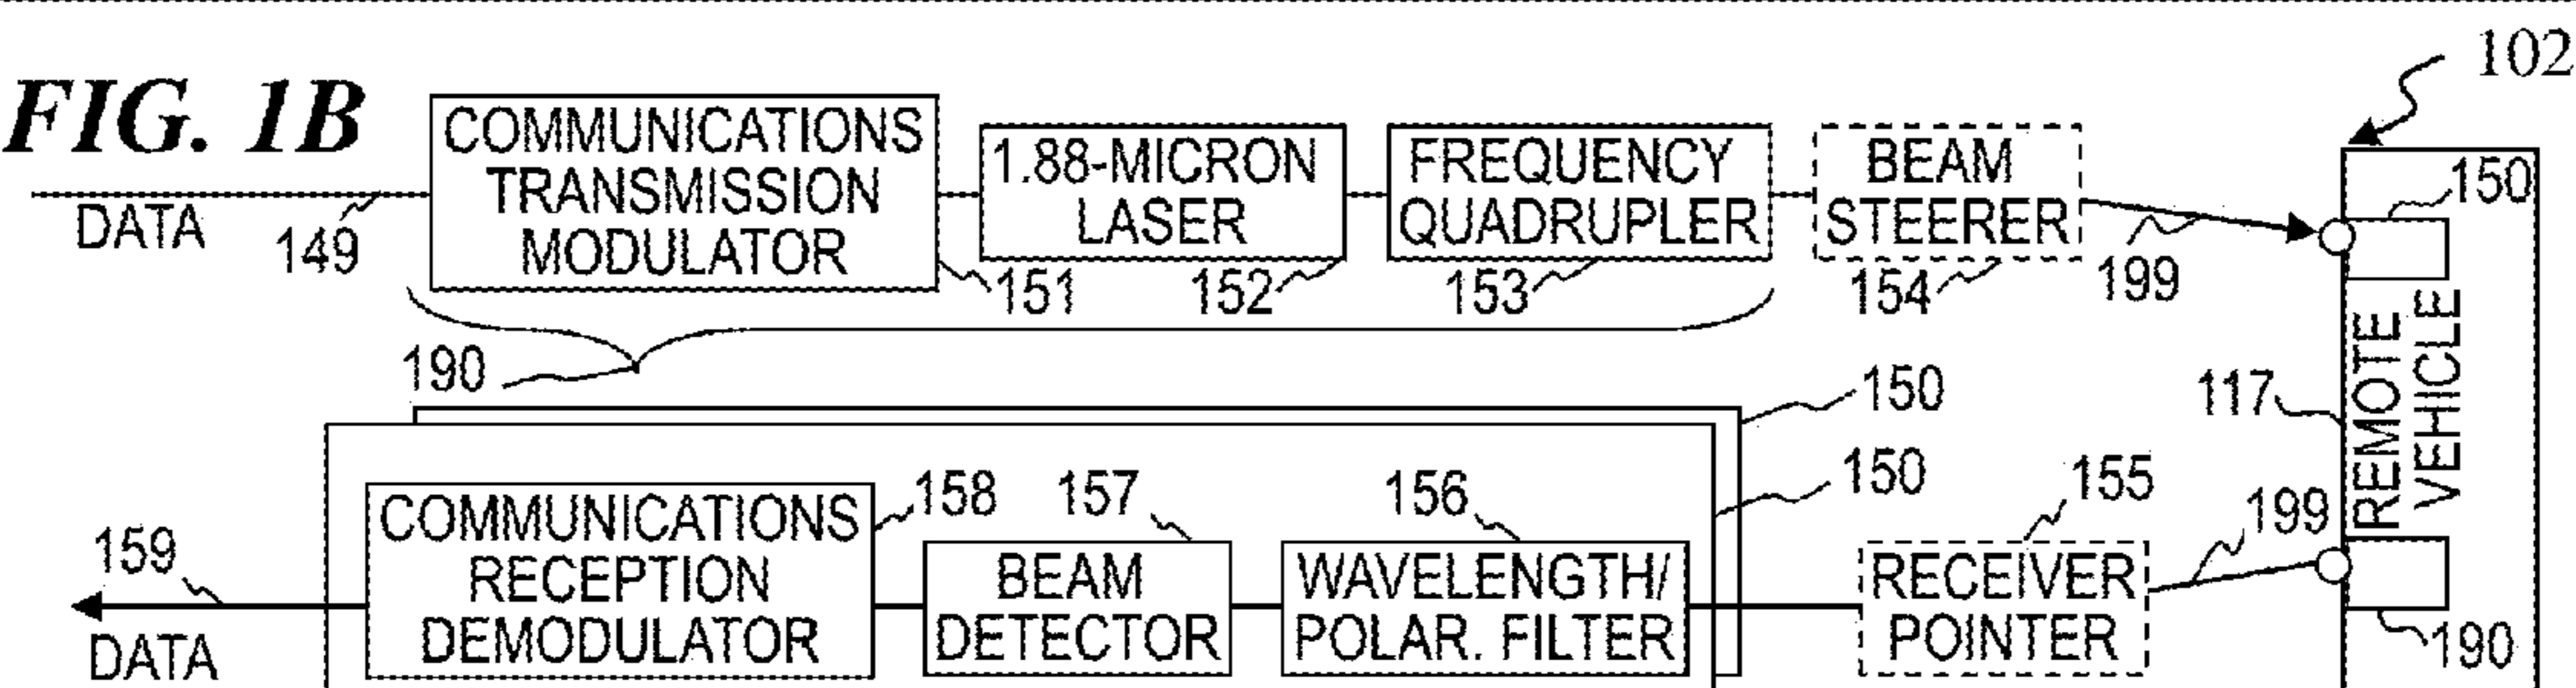 FIG. 1B
102
DATA
149
COMMUNICATIONS
TRANSMISSION
MODULATOR
151
1.88-MICRON
LASER
152
FREQUENCY
QUADRUPLER
153
BEAM
STEERER
154
199
150
190
150
150
117
REMOTE
VEHICLE
159
DATA
COMMUNICATIONS
RECEPTION
DEMODULATOR
158
157
BEAM
DETECTOR
156
WAVELENGTH/
POLAR. FILTER
155
RECEIVER
POINTER
199
190